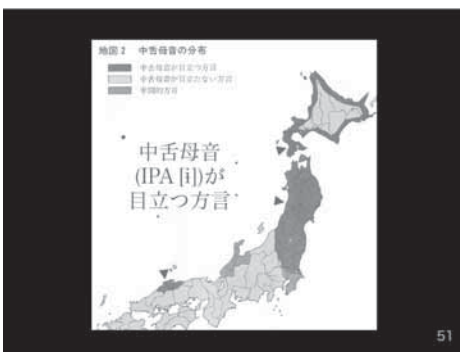 地図2 中舌母音の分布
中舌母音が目立つ方言
中舌母音が目立たない方言
中間的方言
中舌母音
(IPA [ï])が
目立つ方言
51